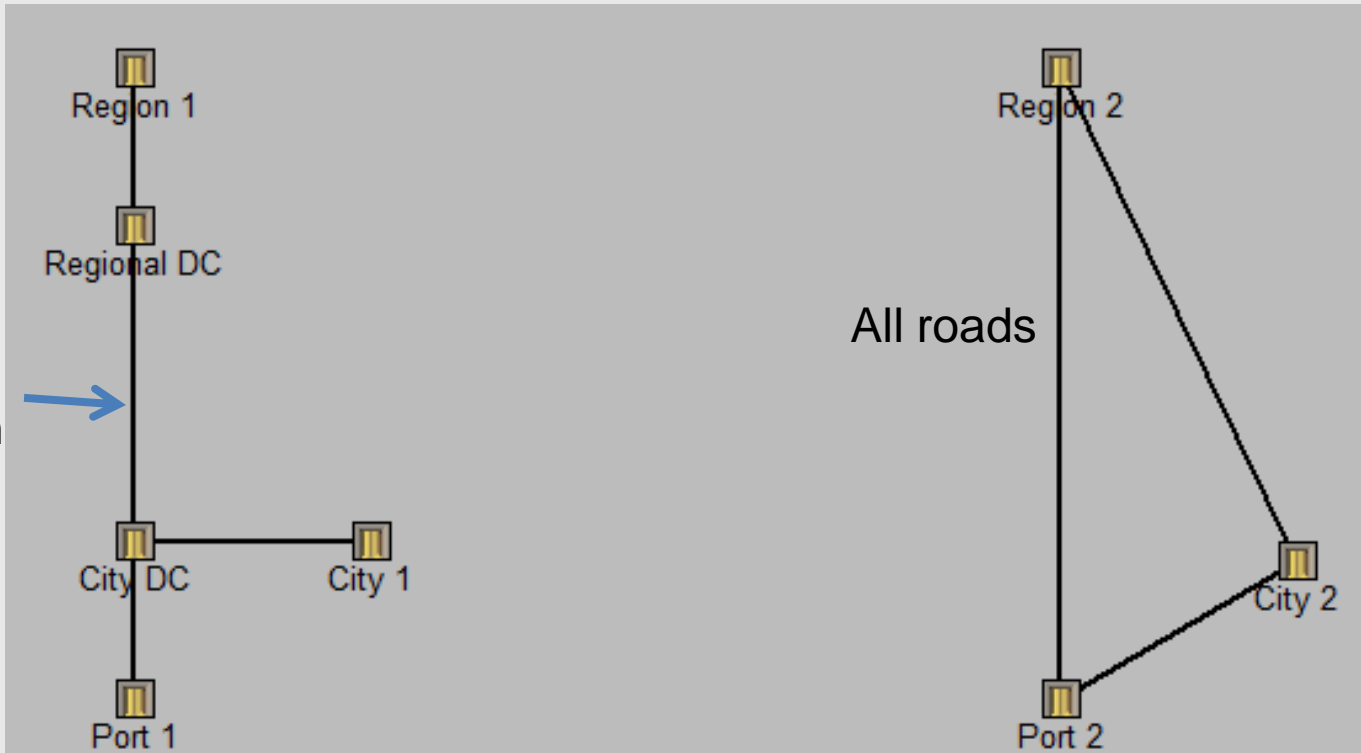 Region 1
Region 2
Regional DC
All roads
City DC
City 1
City 2
Port 1
Port 2